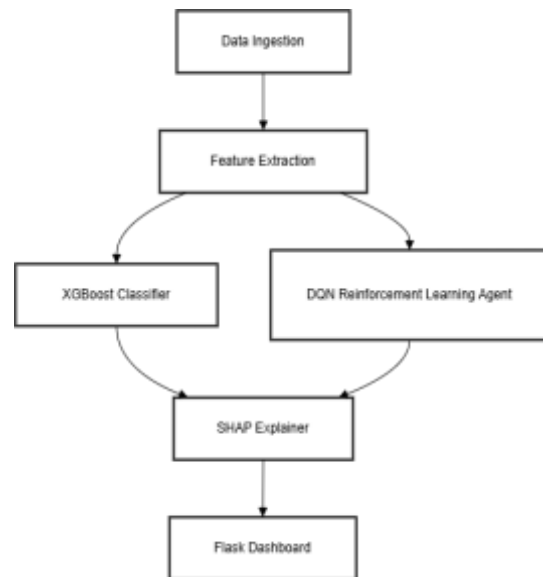 Data Ingestion
Feature Extraction
XGBoost Classifier
DQN Reinforcement Learning Agent
SHAP Explainer
Flask Dashboard